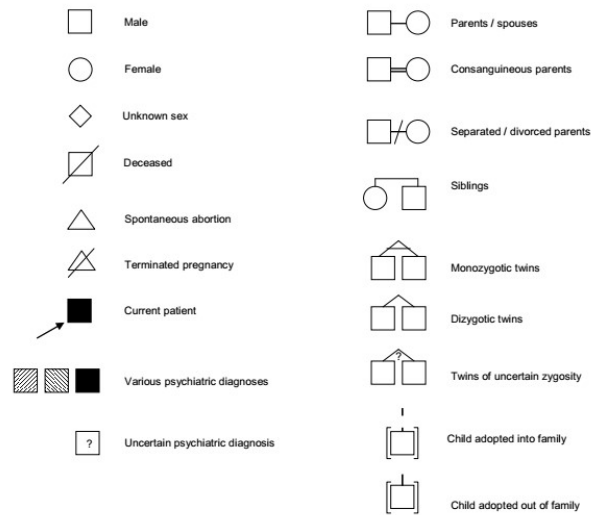 Male
Female
Unknown sex
Deceased
Spontaneous abortion
Terminated pregnancy
Current patient
Various psychiatric diagnoses
?
Uncertain psychiatric diagnosis
Parents / spouses
Consanguineous parents
Separated / divorced parents
Siblings
Monozygotic twins
Dizygotic twins
?
Twins of uncertain zygosity
Child adopted into family
Child adopted out of family